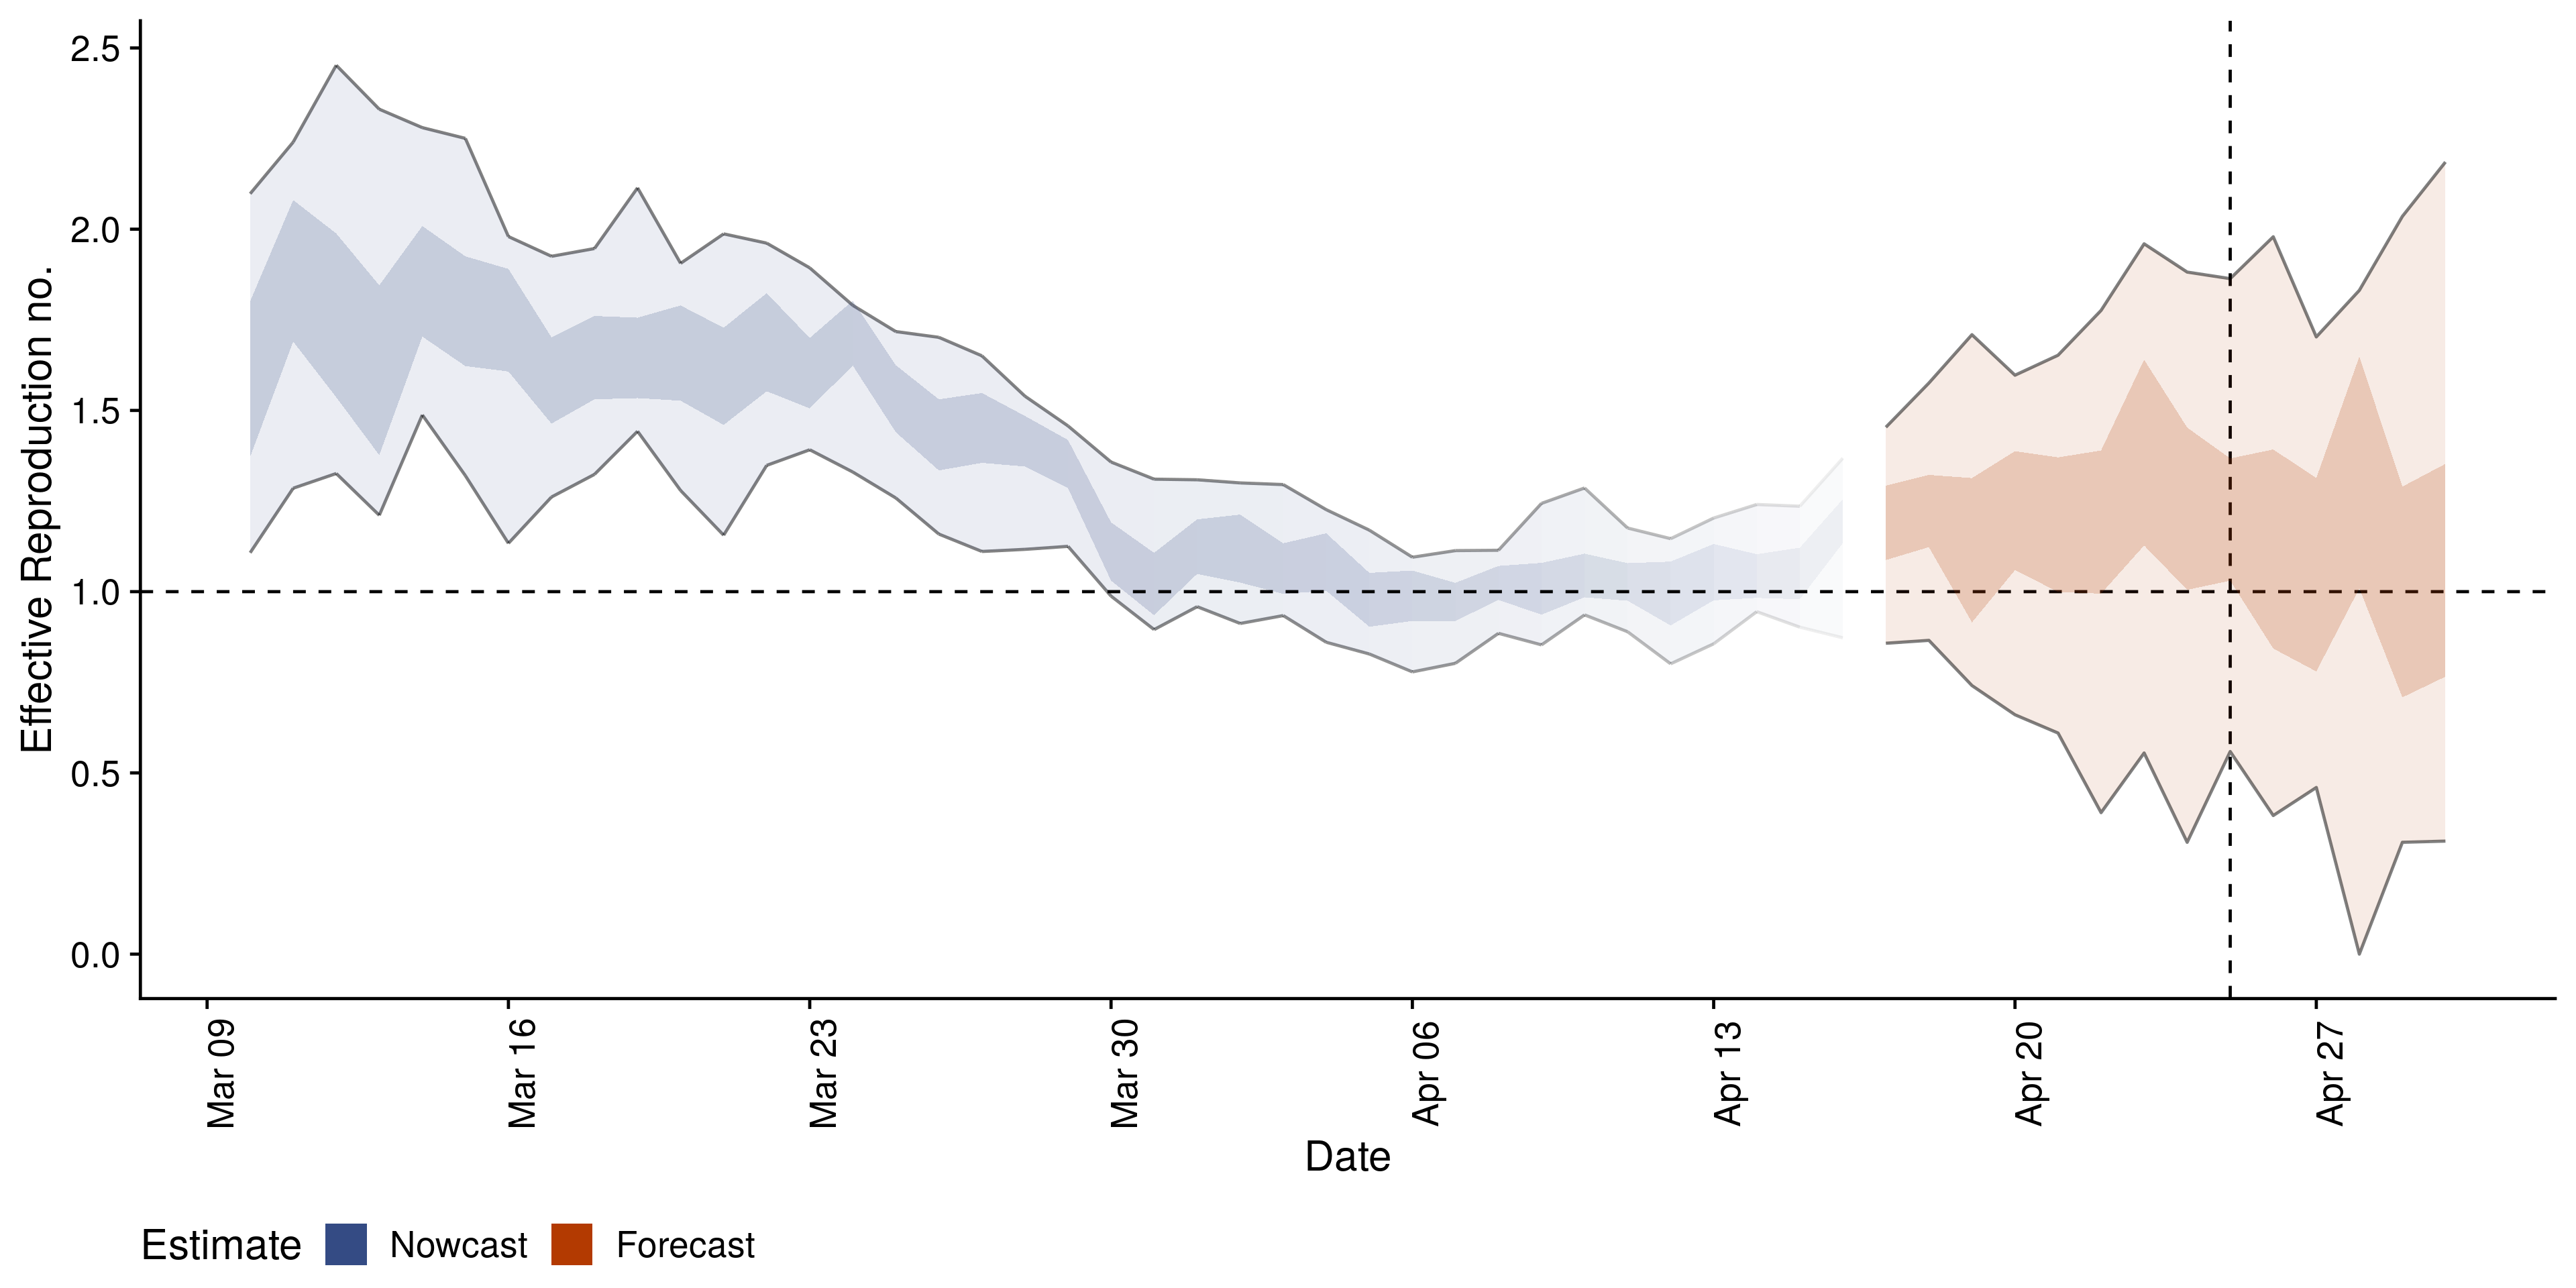 Effective Reproduction no.
2.5
2.0
1.5
1.0
0.5
0.0
Mar 09
Mar 16
Mar 23
Mar 30
Apr 06
Apr 13
Apr 20
Apr 27
Date
Estimate Nowcast Forecast